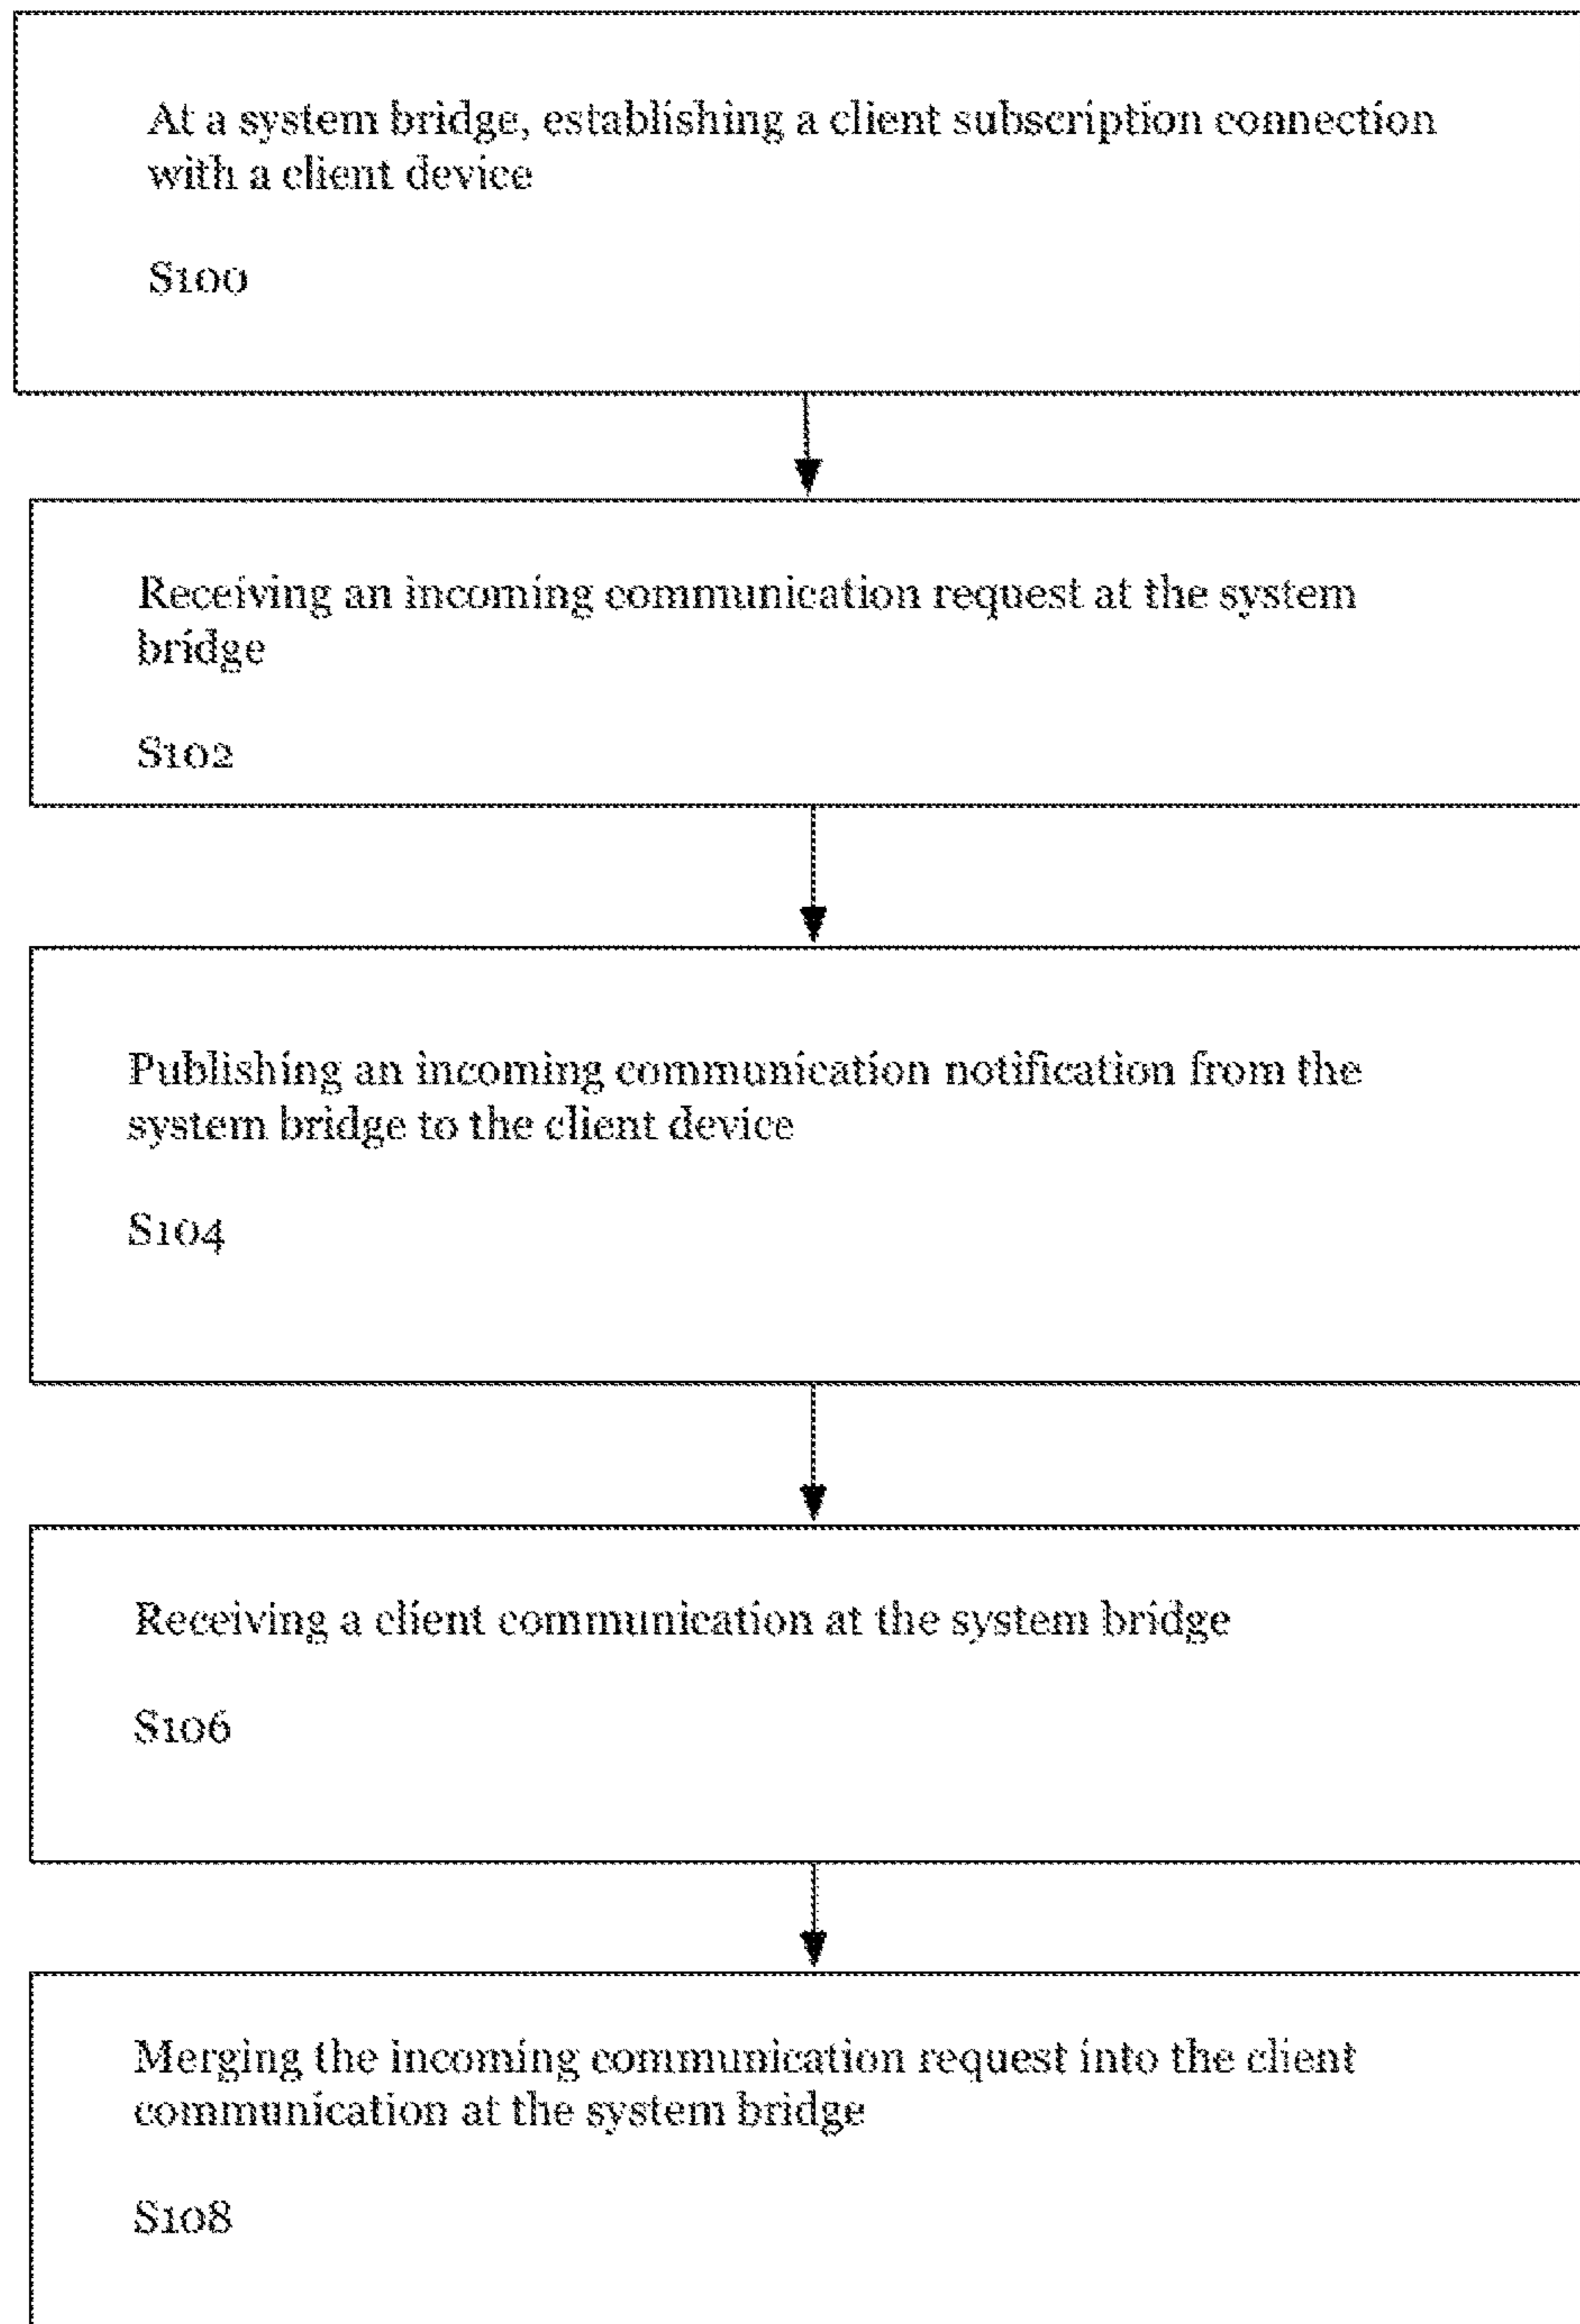 At a system bridge, establishing a client subscription connection
with a client device
S100
Receiving an incoming communication request at the system
bridge
S102
Publishing an incoming communication notification from the
system bridge to the client device
S104
Receiving a client communication at the system bridge
S106
Merging the incoming communication request into the client
communication at the system bridge
S108